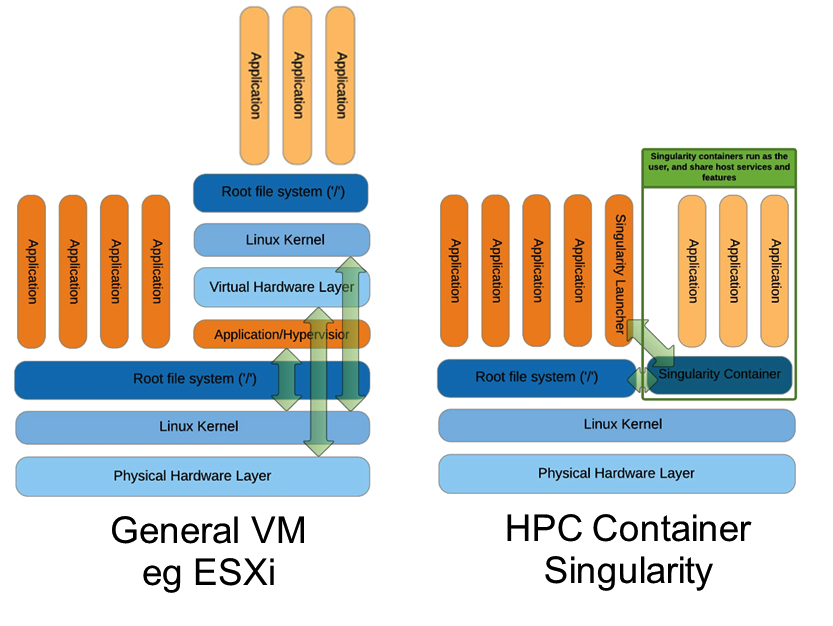 Application
Application
Application
Root file system ('/')
Linux Kernel
Virtual Hardware Layer
Application/Hypervisior
Application
Application
Application
Application
Root file system ('/')
Linux Kernel
Physical Hardware Layer
General VM
eg ESXi
Singularity containers run as the
user, and share host services and
features
Application
Application
Application
Application
Singularity Launcher
Application
Application
Application
Root file system ('/')
Singularity Container
Linux Kernel
Physical Hardware Layer
HPC Container
Singularity